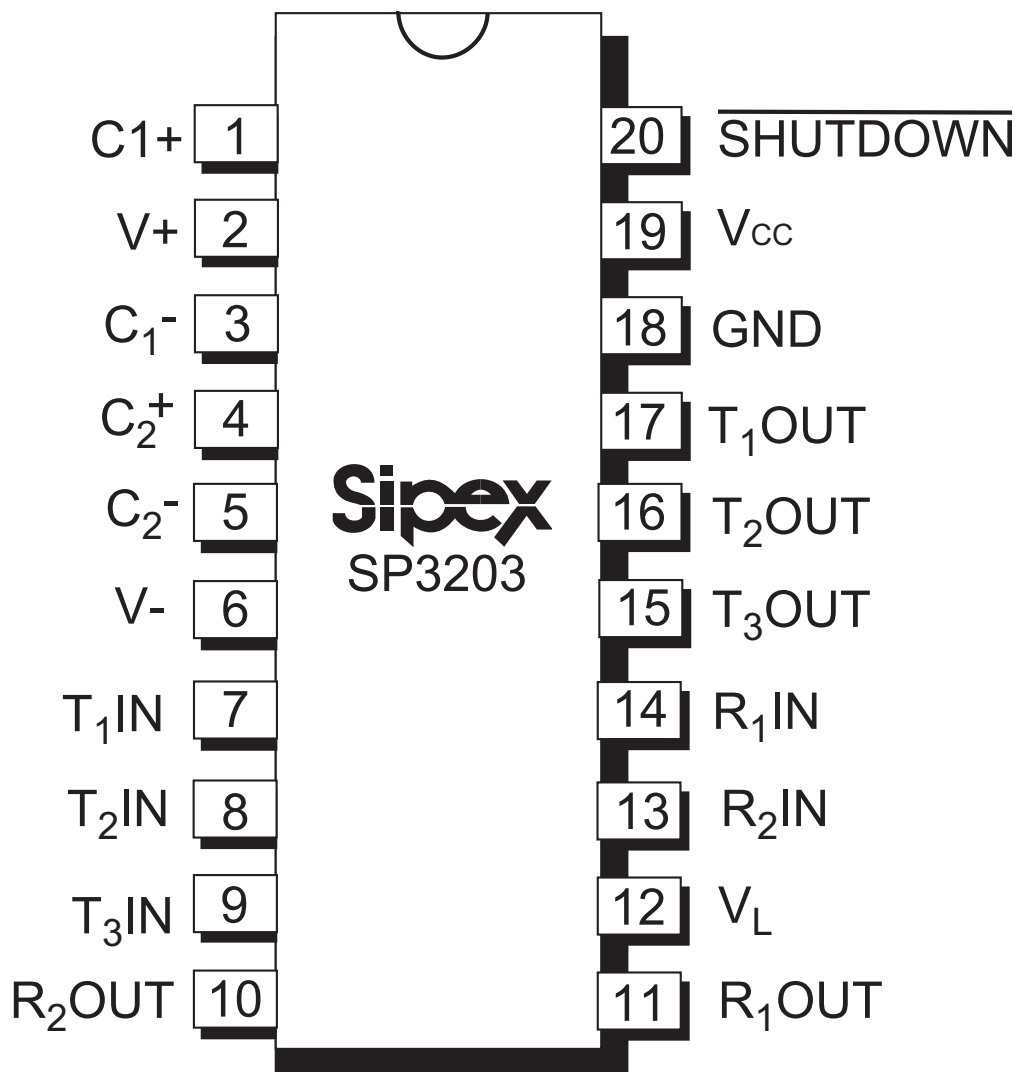 C1+ 1 20 SHUTDOWN
V+ 2 19 VCC
C1- 3 18 GND
C2+ 4 17 T1OUT
C2- 5 16 T2OUT
Sipex
SP3203
V- 6 15 T3OUT
T1IN 7 14 R1IN
T2IN 8 13 R2IN
T3IN 9 12 VL
R2OUT 10 11 R1OUT